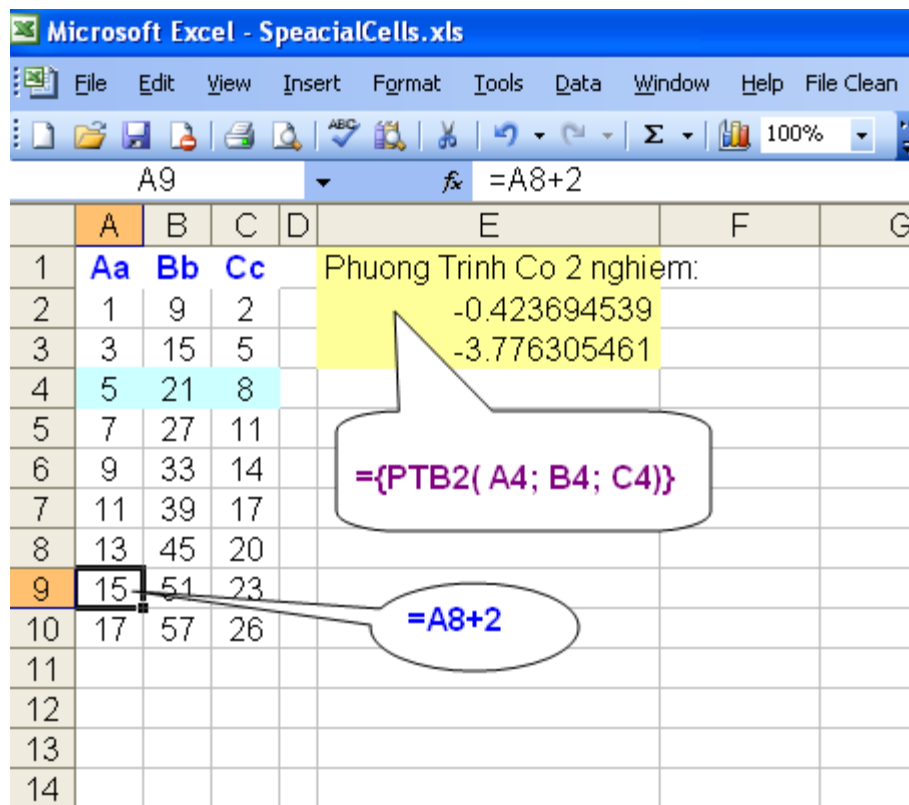 Microsoft Excel - SpeacialCells.xls
File Edit View Insert Format Tools Data Window Help File Clean
ABC Σ 100%
A9 fx =A8+2
A B C D E F G
1 Aa Bb Cc Phuong Trinh Co 2 nghiem:
2 1 9 2 -0.423694539
3 3 15 5 -3.776305461
4 5 21 8
5 7 27 11
6 9 33 14
={PTB2( A4; B4; C4)}
7 11 39 17
8 13 45 20
9 15 51 23
=A8+2
10 17 57 26
11
12
13
14